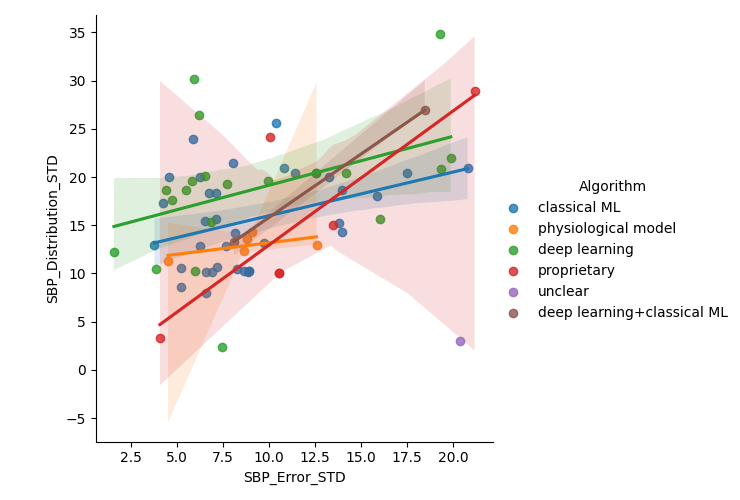 35
30
25
20
15
10
5
0
−5
SBP_Distribution_STD
2.5 5.0 7.5 10.0 12.5 15.0 17.5 20.0
SBP_Error_STD
Algorithm
classical ML
physiological model
deep learning
proprietary
unclear
deep learning+classical ML